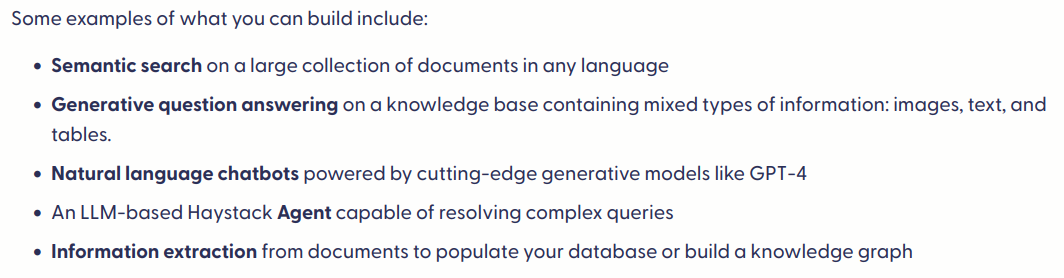 Some examples of what you can build include:
• Semantic search on a large collection of documents in any language
• Generative question answering on a knowledge base containing mixed types of information: images, text, and
tables.
• Natural language chatbots powered by cutting-edge generative models like GPT-4
• An LLM-based Haystack Agent capable of resolving complex queries
• Information extraction from documents to populate your database or build a knowledge graph